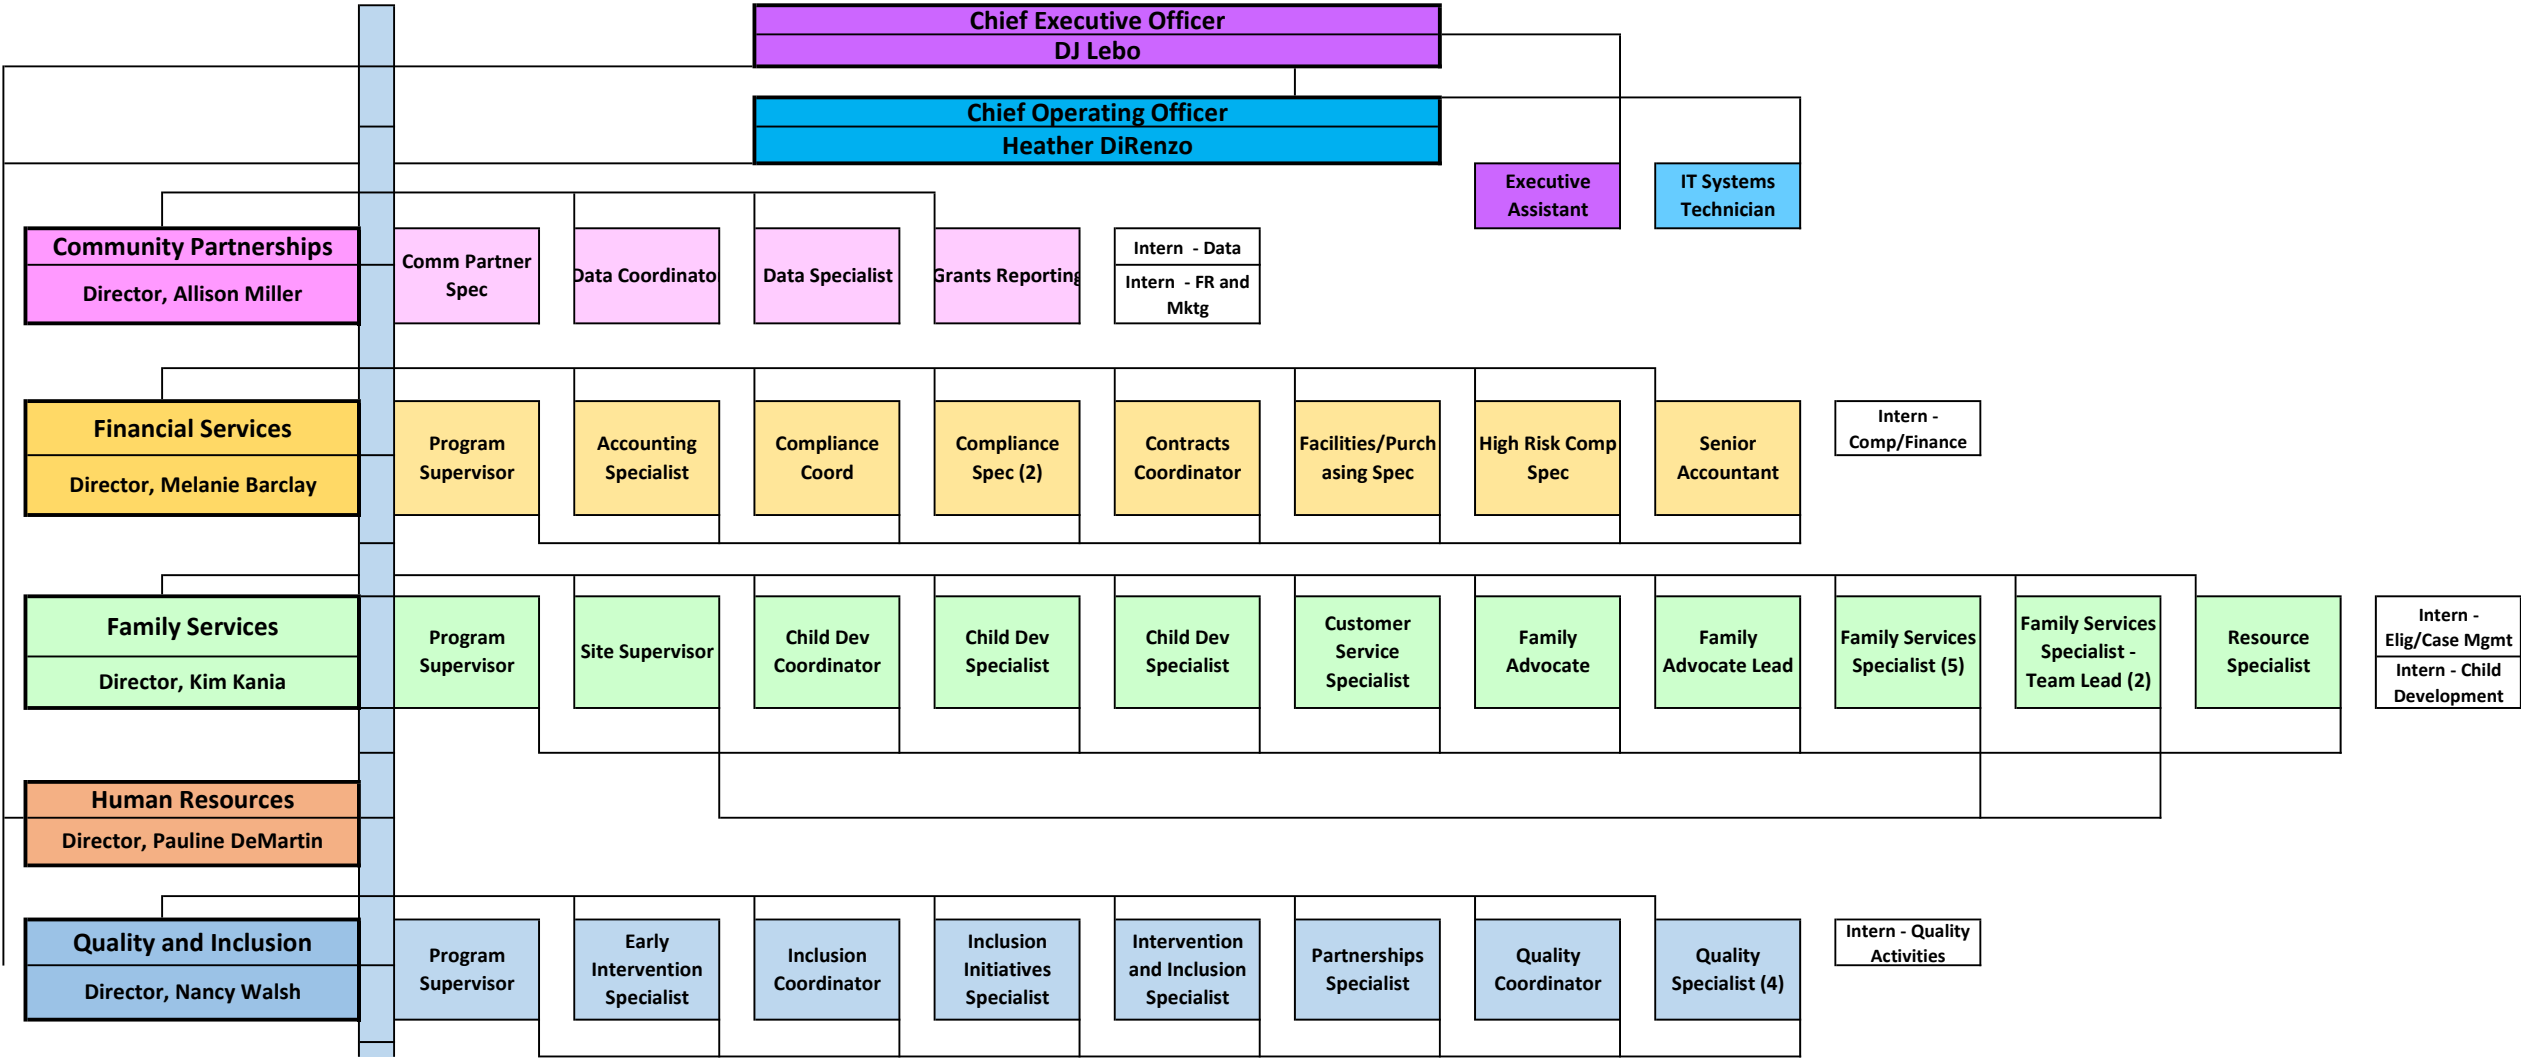 Chief Executive Officer
DJ Lebo
Chief Operating Officer
Heather DiRenzo
Executive
Assistant
IT Systems
Technician
Community Partnerships
Director, Allison Miller
Comm Partner
Spec
Data Coordinato
Data Specialist
Grants Reporting
Intern - Data
Intern - FR and
Mktg
Financial Services
Director, Melanie Barclay
Program
Supervisor
Accounting
Specialist
Compliance
Coord
Compliance
Spec (2)
Contracts
Coordinator
Facilities/Purch
asing Spec
High Risk Comp
Spec
Senior
Accountant
Intern -
Comp/Finance
Family Services
Director, Kim Kania
Program
Supervisor
Site Supervisor
Child Dev
Coordinator
Child Dev
Specialist
Child Dev
Specialist
Customer
Service
Specialist
Family
Advocate
Family
Advocate Lead
Family Services
Specialist (5)
Family Services
Specialist -
Team Lead (2)
Resource
Specialist
Intern -
Elig/Case Mgmt
Intern - Child
Development
Human Resources
Director, Pauline DeMartin
Quality and Inclusion
Director, Nancy Walsh
Program
Supervisor
Early
Intervention
Specialist
Inclusion
Coordinator
Inclusion
Initiatives
Specialist
Intervention
and Inclusion
Specialist
Partnerships
Specialist
Quality
Coordinator
Quality
Specialist (4)
Intern - Quality
Activities